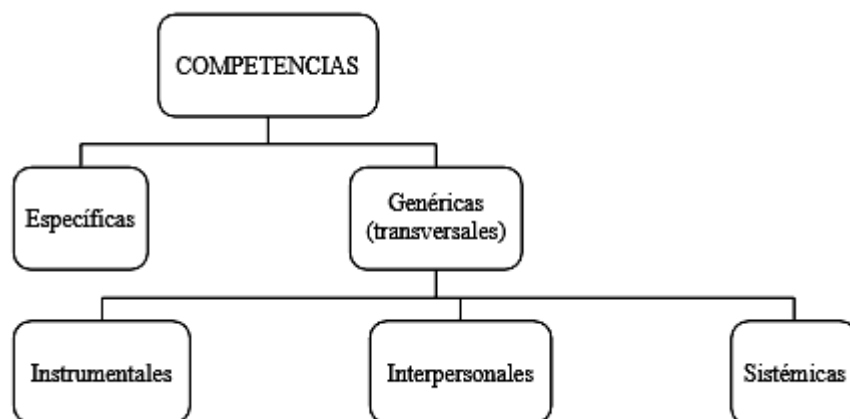 COMPETENCIAS
Específicas
Genéricas
(transversales)
Instrumentales
Interpersonales
Sistémicas